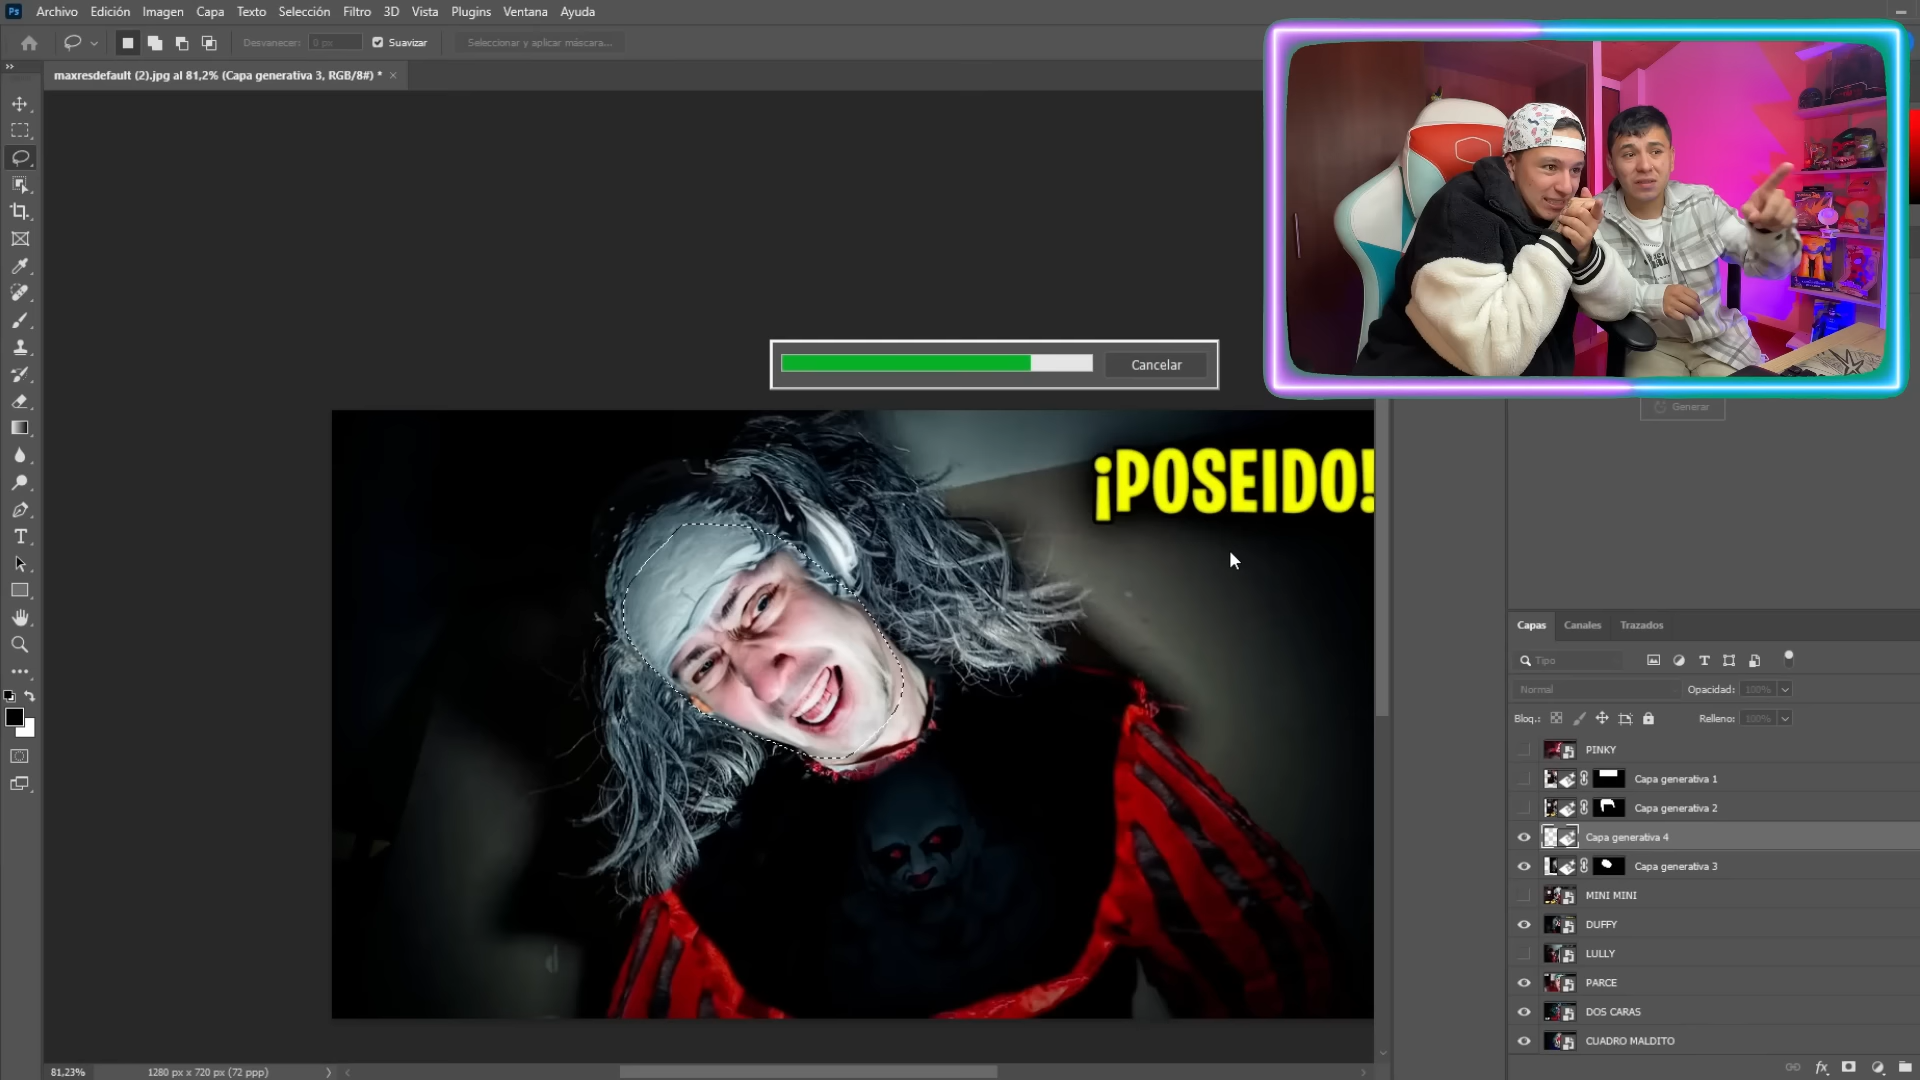 Ps Archivo Edición Imagen Capa Texto Selección Filtro 3D Vista Plugins Ventana Ayuda
Desvanecer: 0 px Suavizar Seleccionar y aplicar máscara...
maxresdefault (2).jpg al 81,2% (Capa generativa 3, RGB/8#) * ×
Cancelar
Generar
¡POSEIDO!
Capas Canales Trazados
Tipo
Normal Opacidad: 100%
Bloq.: Relleno: 100%
PINKY
Capa generativa 1
Capa generativa 2
Capa generativa 4
Capa generativa 3
MINI MINI
DUFFY
LULLY
PARCE
DOS CARAS
CUADRO MALDITO
81,23% 1280 px x 720 px (72 ppp)